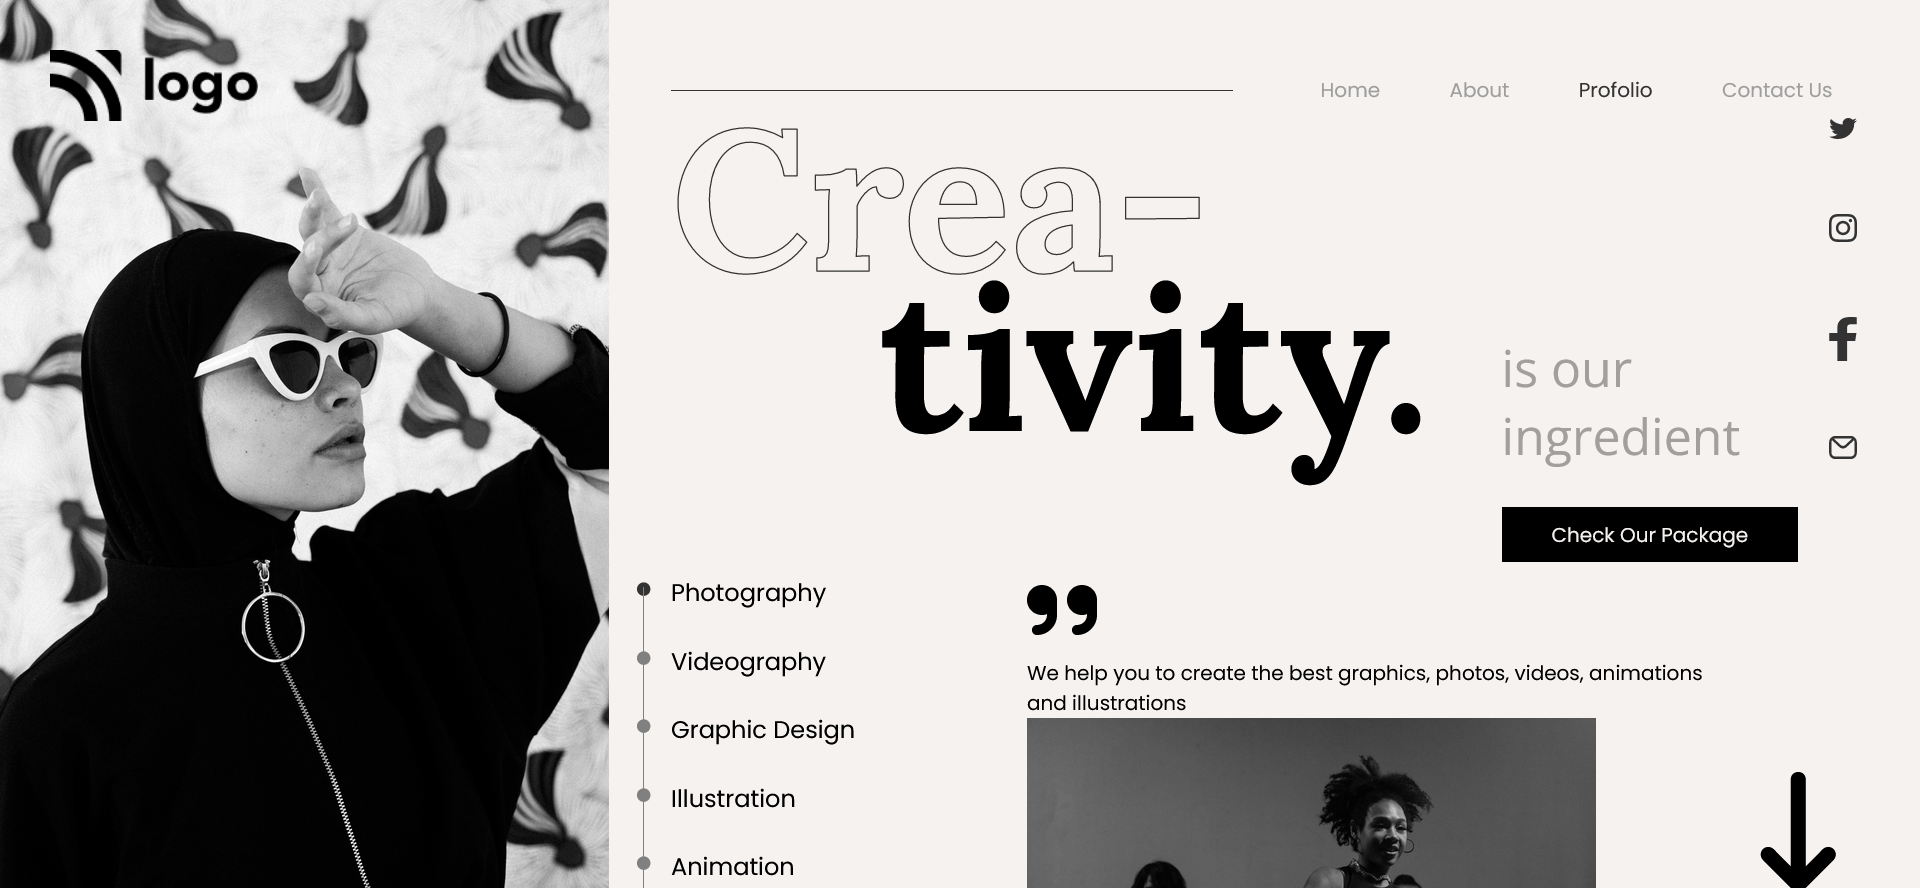 logo
Home
About
Profolio
Contact Us
Crea-
tivity.
is our
ingredient
Check Our Package
Photography
Videography
Graphic Design
Illustration
Animation
”
We help you to create the best graphics, photos, videos, animations
and illustrations